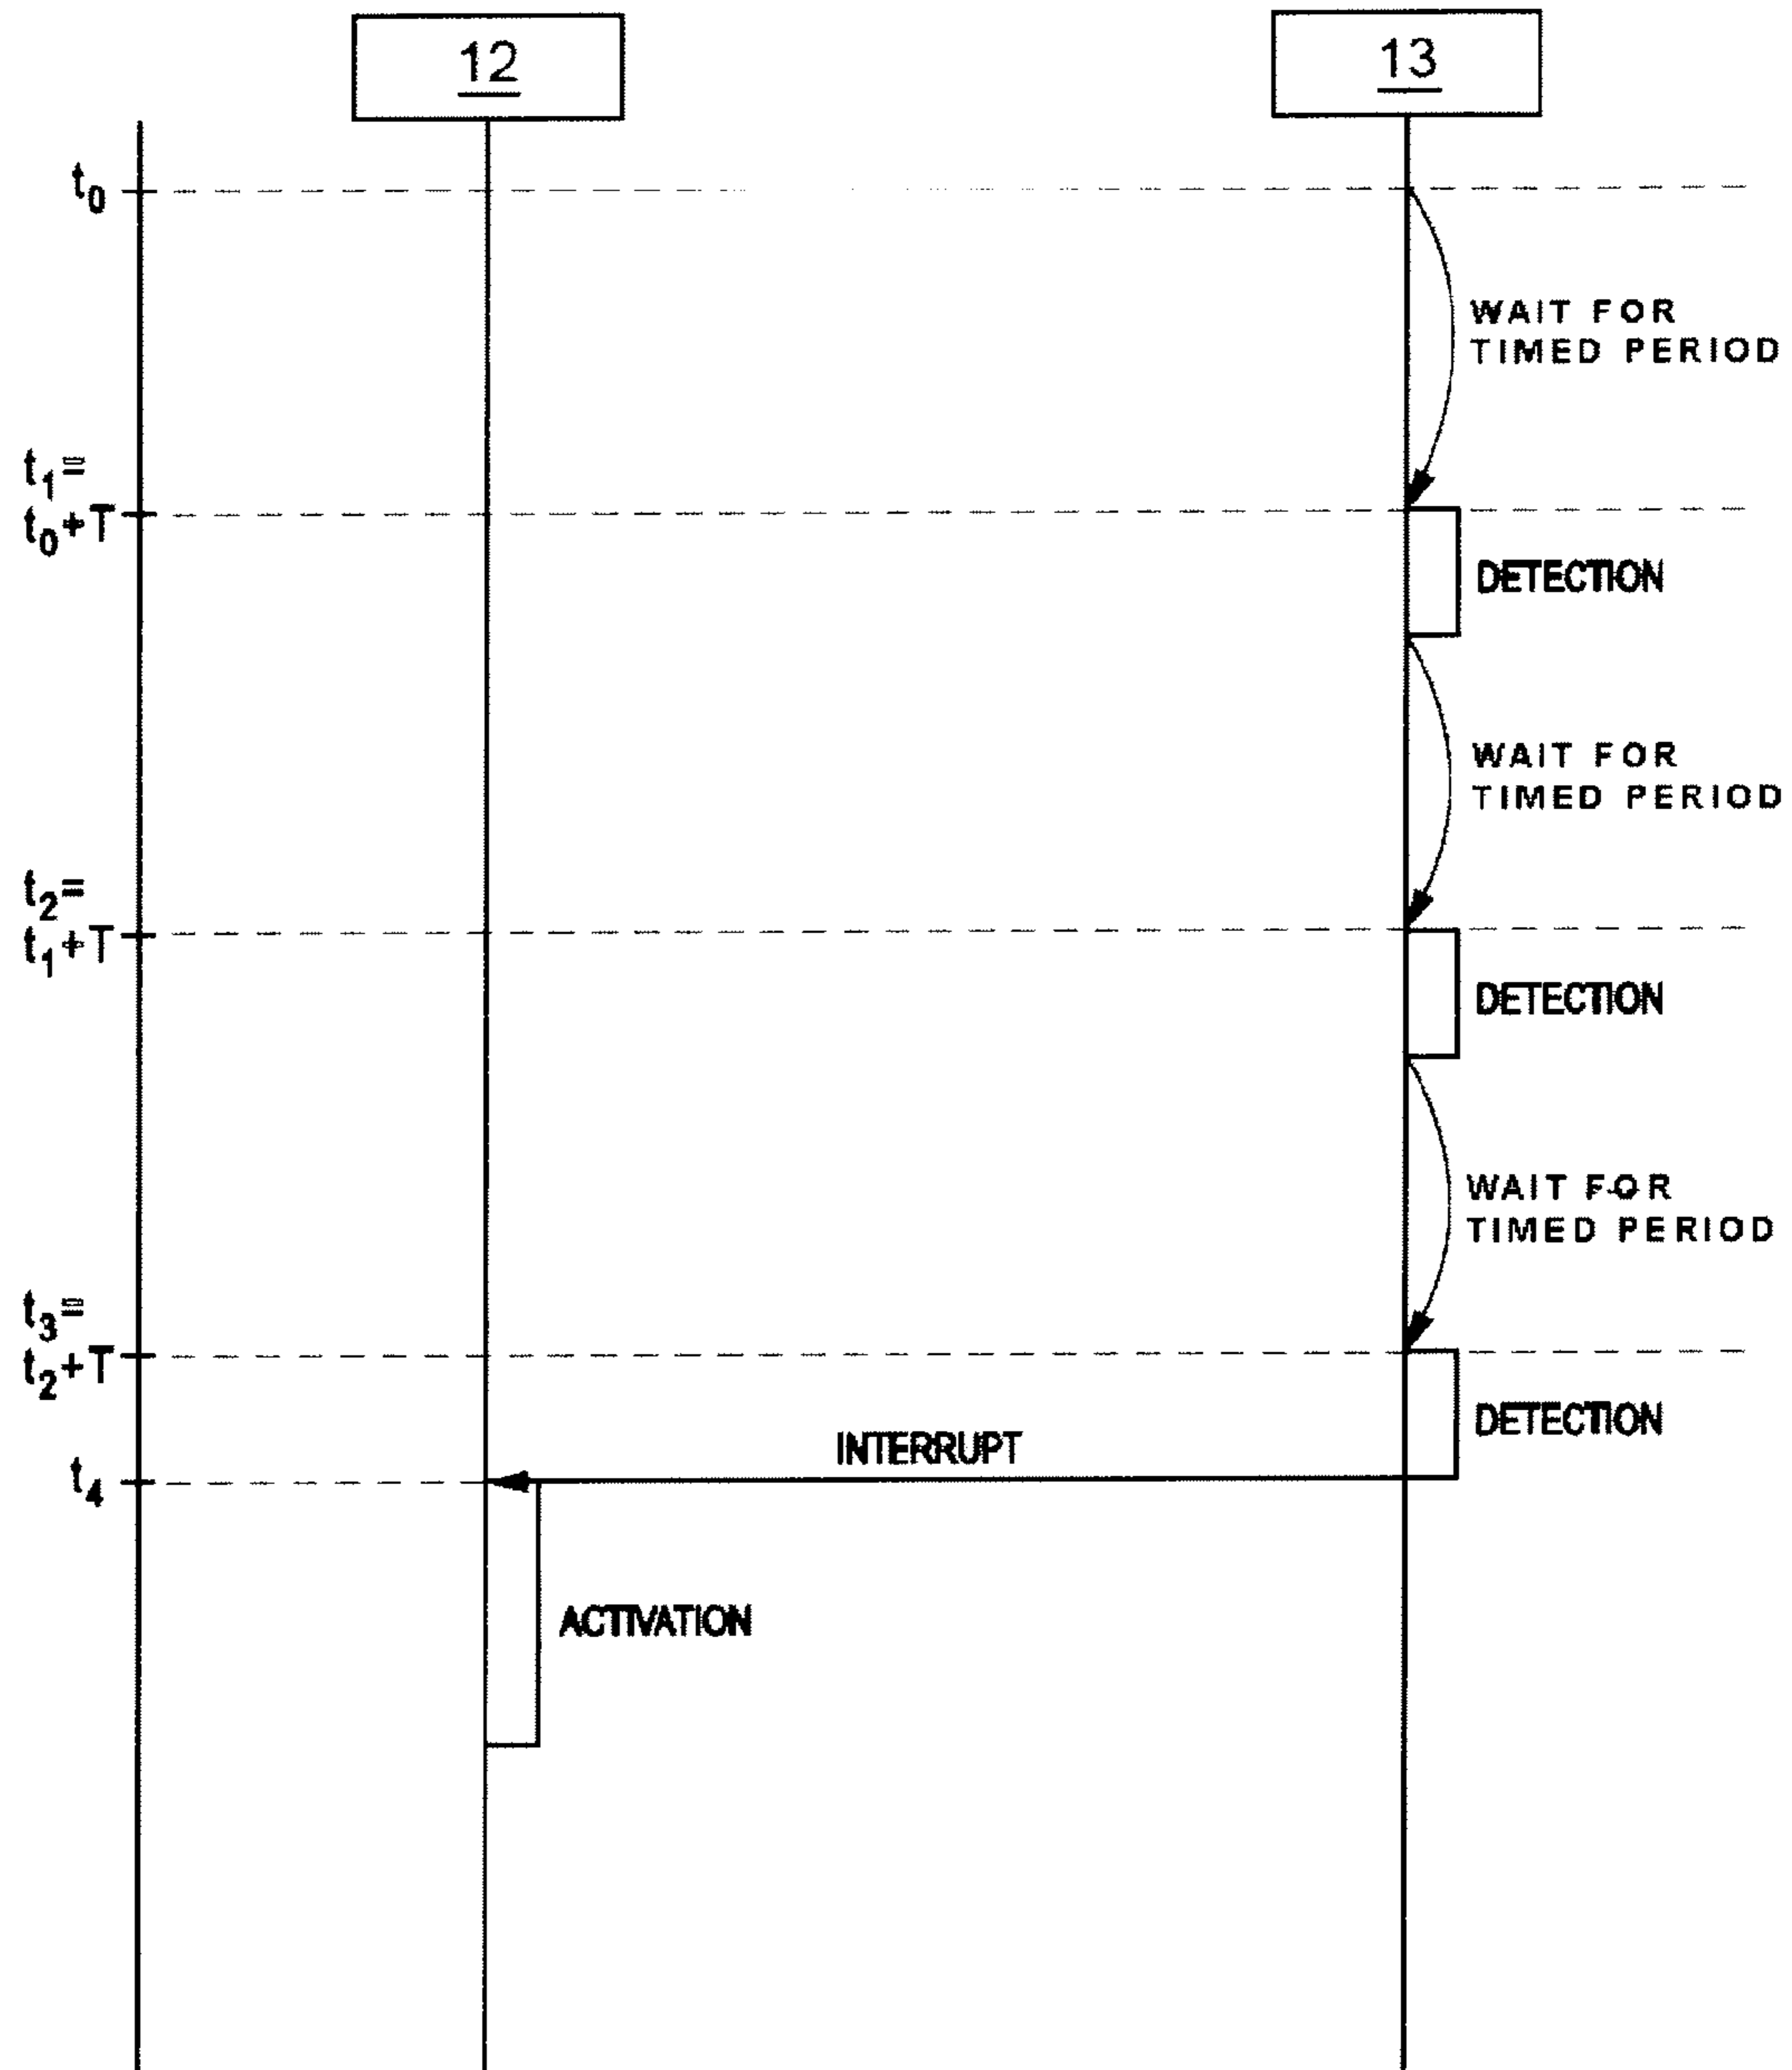 12
13
t0
WAIT FOR
TIMED PERIOD
t1=
t0+T
DETECTION
WAIT FOR
TIMED PERIOD
t2=
t1+T
DETECTION
WAIT FOR
TIMED PERIOD
t3=
t2+T
DETECTION
INTERRUPT
t4
ACTIVATION